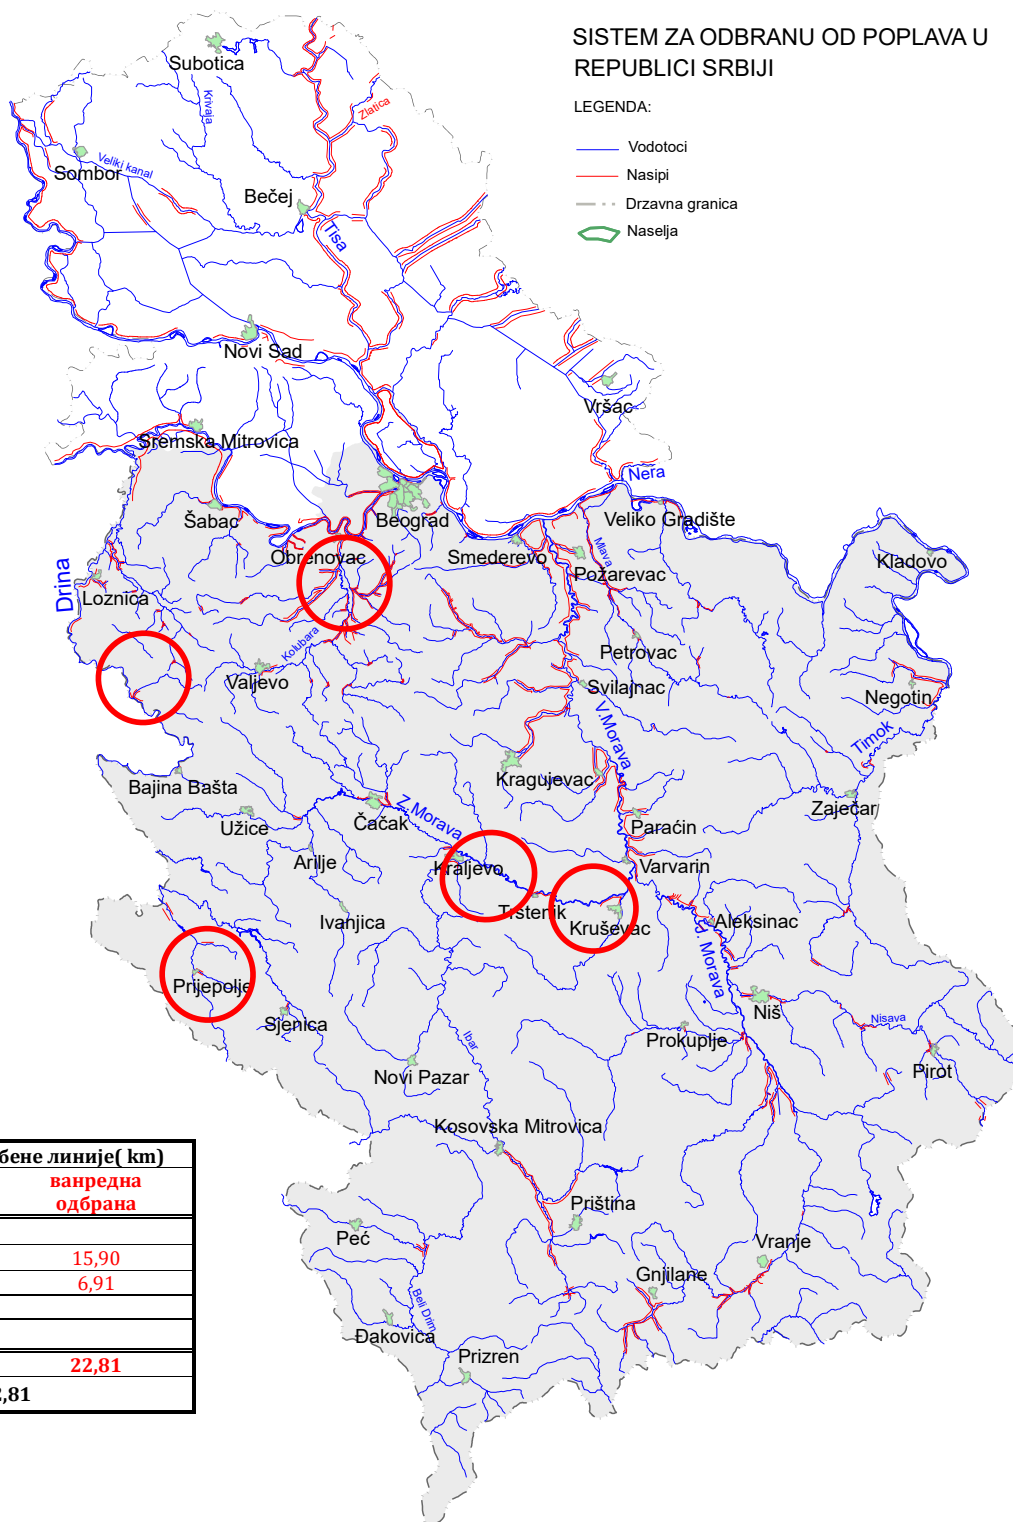 SISTEM ZA ODBRANU OD POPLAVA U
REPUBLICI SRBIJI
LEGENDA:
Vodotoci
Nasipi
Drzavna granica
Naselja
Subotica
Krivaja
Zlatica
Sombor
Veliki kanal
Bečej
Tisa
Novi Sad
Vršac
Sremska Mitrovica
Nera
Šabac
Beograd
Veliko Gradište
Obrenovac
Smederevo
Mlava
Požarevac
Kladovo
Drina
Loznica
Kolubara
Petrovac
Valjevo
Svilajnac
Negotin
V.Morava
Timok
Bajina Bašta
Kragujevac
Zaječar
Užice
Čačak
Z.Morava
Paraćin
Arilje
Kraljevo
Varvarin
Ivanjica
Trstenik
Kruševac
Aleksinac
J. Morava
Prijepolje
Sjenica
Niš
Nisava
Ibar
Prokuplje
Pirot
Novi Pazar
Kosovska Mitrovica
бене линије( km)
ванредна
одбрана
15,90
6,91
22,81
,81
Priština
Peć
Vranje
Gnjilane
Beli Drim
Đakovica
Prizren